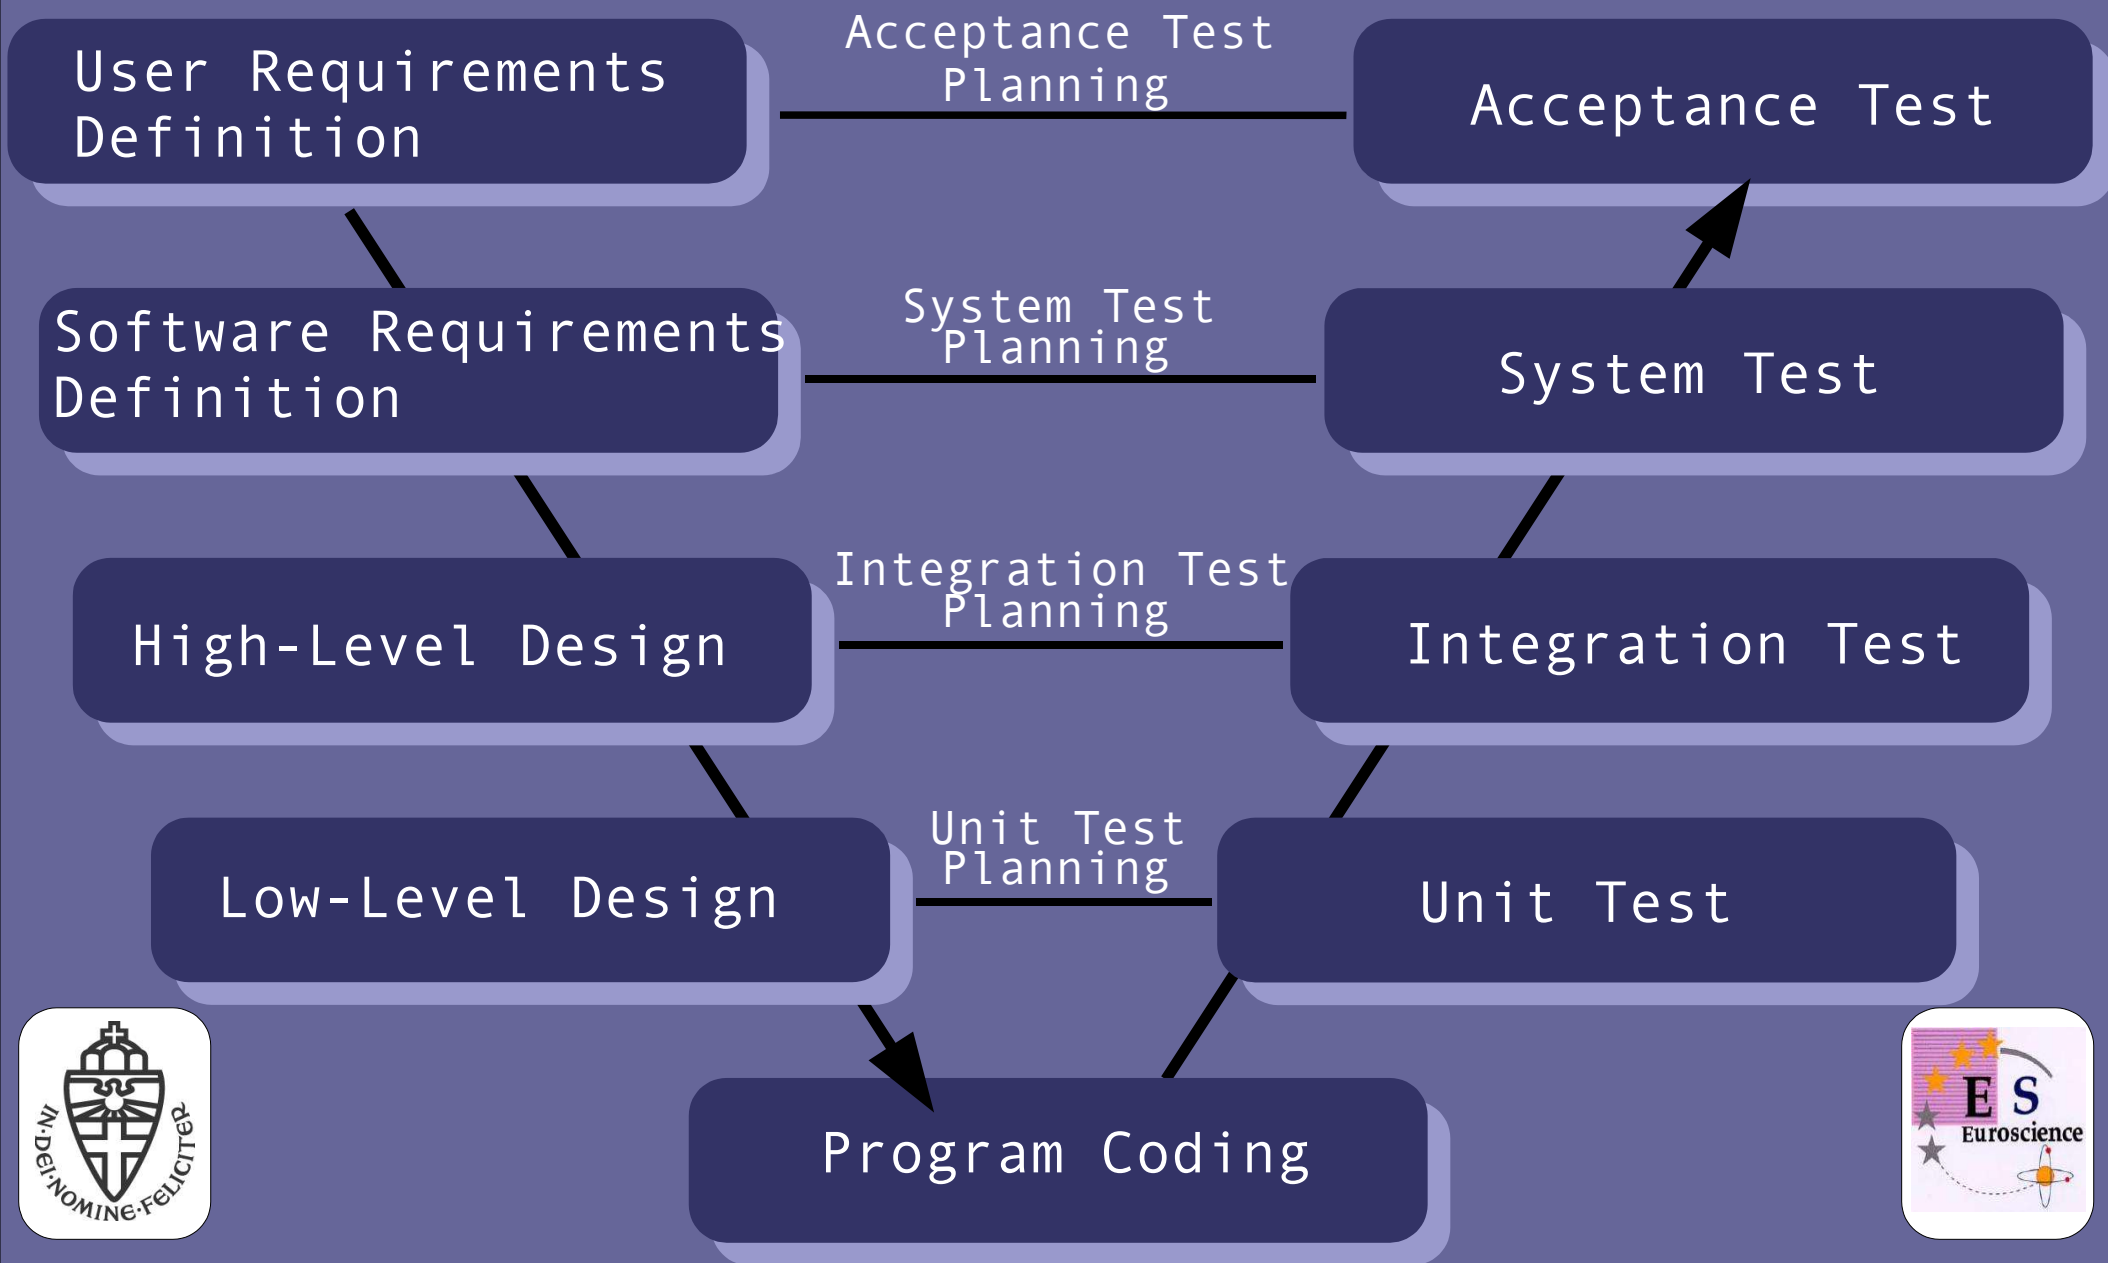 User Requirements
Definition
Acceptance Test
Planning
Acceptance Test
Software Requirements
Definition
System Test
Planning
System Test
High-Level Design
Integration Test
Planning
Integration Test
Low-Level Design
Unit Test
Planning
Unit Test
Program Coding
IN·DEI·NOMINE·FELICITER
E S
Euroscience